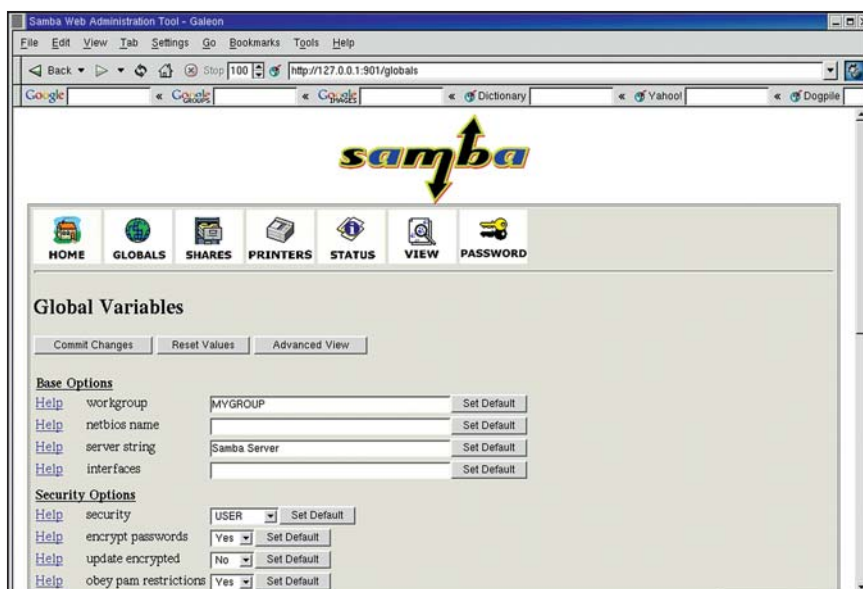 Samba Web Administration Tool - Galeon
File Edit View Tab Settings Go Bookmarks Tools Help
Back Stop 100 http://127.0.0.1:901/globals
Google « Google GROUPS « Google IMAGES « Dictionary « Yahoo! « Dogpile
samba
HOME GLOBALS SHARES PRINTERS STATUS VIEW PASSWORD
Global Variables
Commit Changes Reset Values Advanced View
Base Options
Help workgroup MYGROUP Set Default
Help netbios name Set Default
Help server string Samba Server Set Default
Help interfaces Set Default
Security Options
Help security USER Set Default
Help encrypt passwords Yes Set Default
Help update encrypted No Set Default
Help obey pam restrictions Yes Set Default